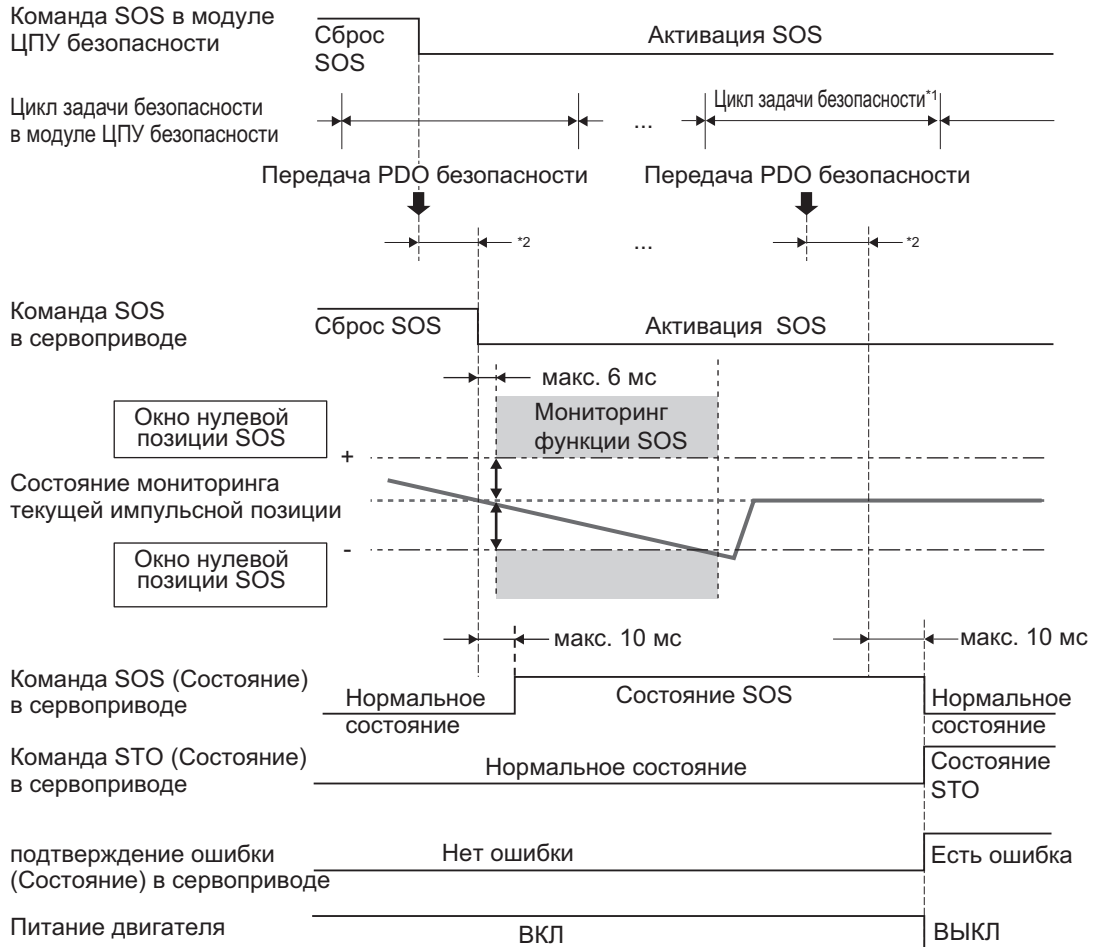 Команда SOS в модуле
ЦПУ безопасности
Сброс
SOS
Активация SOS
Цикл задачи безопасности
в модуле ЦПУ безопасности
...
Цикл задачи безопасности*1
Передача PDO безопасности
Передача PDO безопасности
*2
...
*2
Команда SOS
в сервоприводе
Сброс SOS
Активация SOS
макс. 6 мс
Окно нулевой
позиции SOS
Мониторинг
функции SOS
+
Состояние мониторинга
текущей импульсной позиции
-
Окно нулевой
позиции SOS
макс. 10 мс
макс. 10 мс
Команда SOS (Состояние)
в сервоприводе
Нормальное
состояние
Состояние SOS
Нормальное
состояние
Команда STO (Состояние)
в сервоприводе
Нормальное состояние
Состояние
STO
подтверждение ошибки
(Состояние) в сервоприводе
Нет ошибки
Есть ошибка
Питание двигателя
ВКЛ
ВЫКЛ